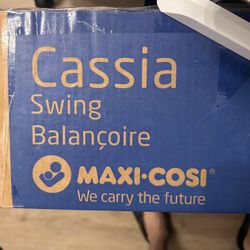 Cassia
Swing
Balançoire
MAXI·COSI®
We carry the future